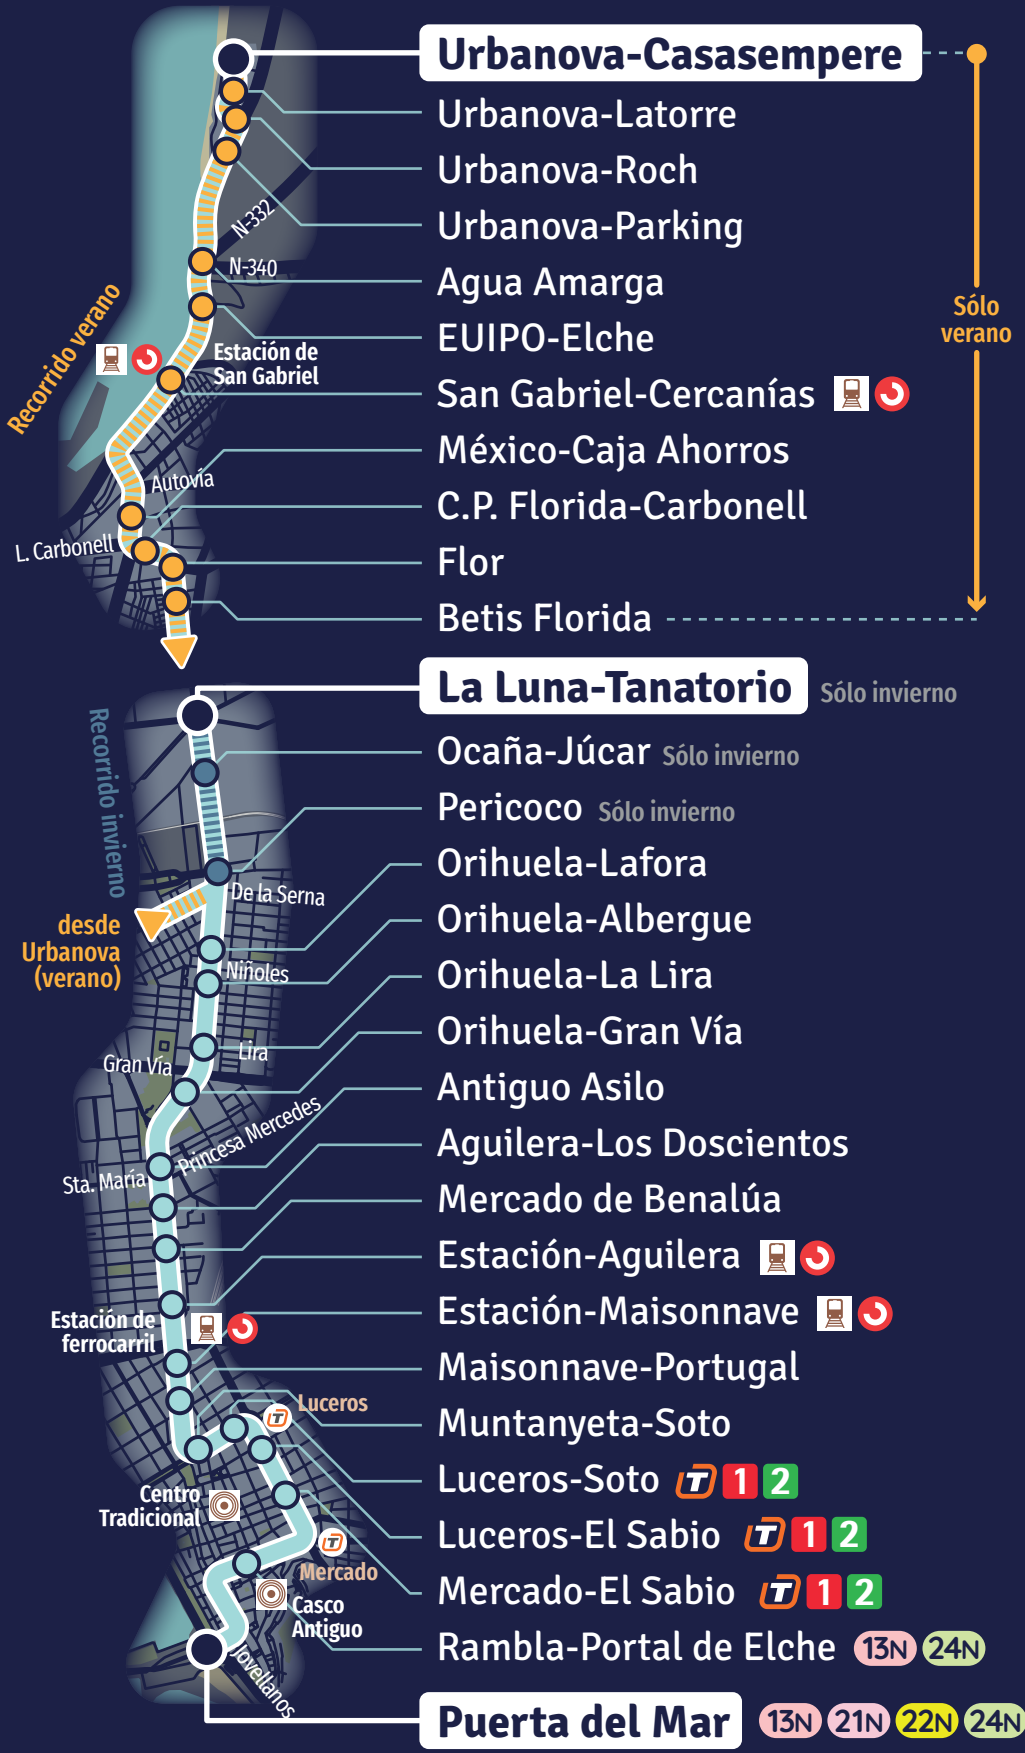 Urbanova-Casasempere
Urbanova-Latorre
Urbanova-Roch
Urbanova-Parking
N-332
N-340
Agua Amarga
Sólo
verano
EUIPO-Elche
Recorrido verano
Estación de
San Gabriel
San Gabriel-Cercanías
México-Caja Ahorros
Autovía
C.P. Florida-Carbonell
L. Carbonell
Flor
Betis Florida
La Luna-Tanatorio Sólo invierno
Recorrido invierno
Ocaña-Júcar Sólo invierno
Pericoco Sólo invierno
Orihuela-Lafora
De la Serna
desde
Urbanova
(verano)
Orihuela-Albergue
Niñoles
Orihuela-La Lira
Orihuela-Gran Vía
Lira
Gran Vía
Antiguo Asilo
Princesa Mercedes
Aguilera-Los Doscientos
Sta. María
Mercado de Benalúa
Estación-Aguilera
Estación-Maisonnave
Estación de
ferrocarril
Maisonnave-Portugal
Luceros
Muntanyeta-Soto
Luceros-Soto T 1 2
Centro
Tradicional
Luceros-El Sabio T 1 2
Mercado
Mercado-El Sabio T 1 2
Casco
Antiguo
Rambla-Portal de Elche 13N 24N
Jovellanos
Puerta del Mar 13N 21N 22N 24N